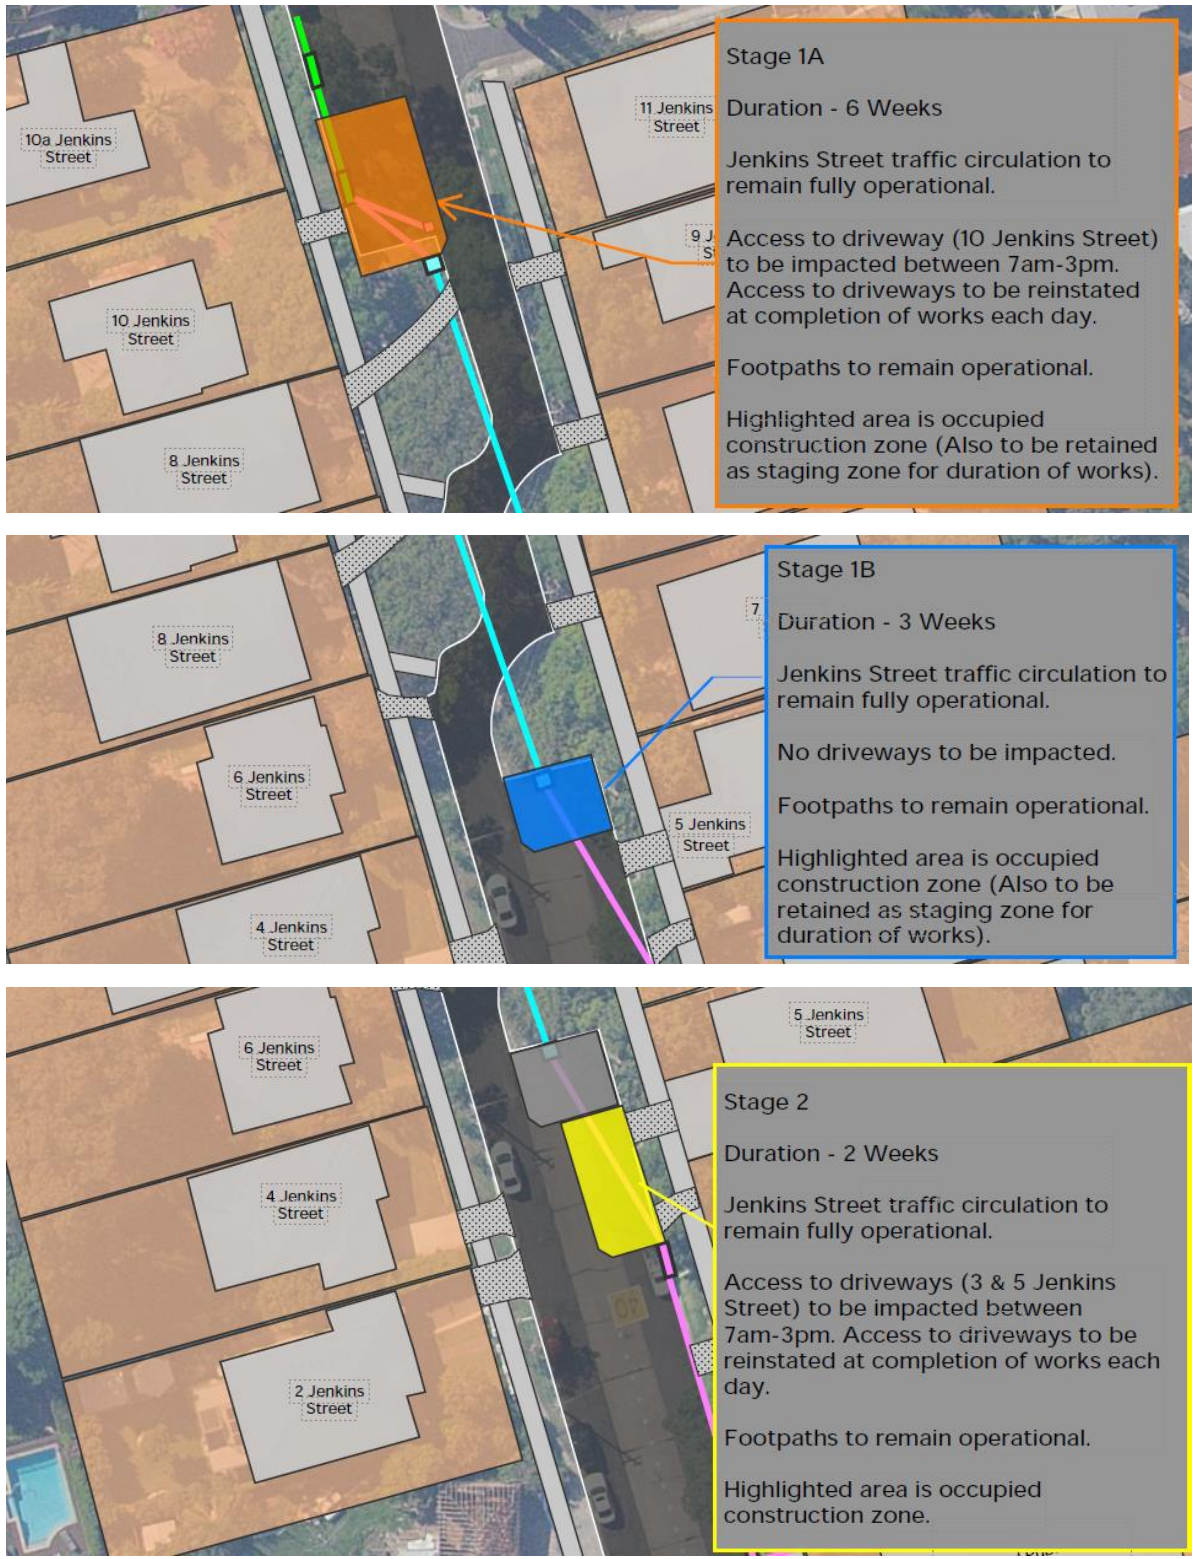 10a Jenkins
Street
11 Jenkins
Street
9 J
St
10 Jenkins
Street
8 Jenkins
Street
Stage 1A
Duration - 6 Weeks
Jenkins Street traffic circulation to
remain fully operational.
Access to driveway (10 Jenkins Street)
to be impacted between 7am-3pm.
Access to driveways to be reinstated
at completion of works each day.
Footpaths to remain operational.
Highlighted area is occupied
construction zone (Also to be retained
as staging zone for duration of works).
8 Jenkins
Street
7
6 Jenkins
Street
5 Jenkins
Street
4 Jenkins
Street
Stage 1B
Duration - 3 Weeks
Jenkins Street traffic circulation to
remain fully operational.
No driveways to be impacted.
Footpaths to remain operational.
Highlighted area is occupied
construction zone (Also to be
retained as staging zone for
duration of works).
5 Jenkins
Street
6 Jenkins
Street
4 Jenkins
Street
40
2 Jenkins
Street
Stage 2
Duration - 2 Weeks
Jenkins Street traffic circulation to
remain fully operational.
Access to driveways (3 & 5 Jenkins
Street) to be impacted between
7am-3pm. Access to driveways to be
reinstated at completion of works each
day.
Footpaths to remain operational.
Highlighted area is occupied
construction zone.